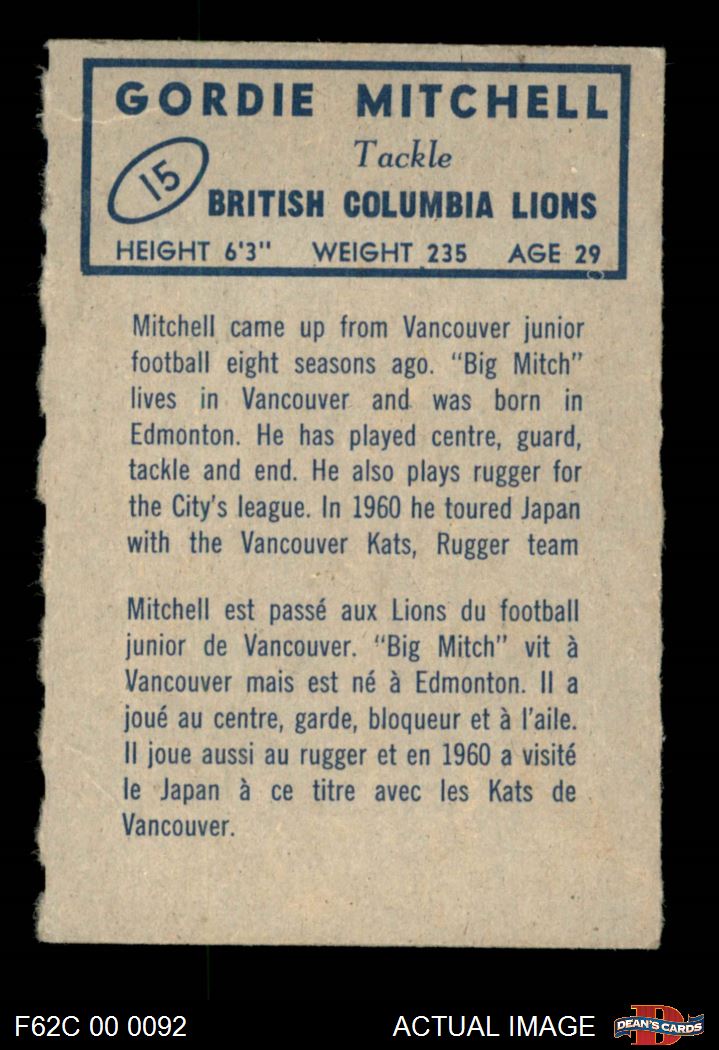 GORDIE MITCHELL
Tackle
15
BRITISH COLUMBIA LIONS
HEIGHT 6'3" WEIGHT 235 AGE 29
Mitchell came up from Vancouver junior
football eight seasons ago. "Big Mitch"
lives in Vancouver and was born in
Edmonton. He has played centre, guard,
tackle and end. He also plays rugger for
the City's league. In 1960 he toured Japan
with the Vancouver Kats, Rugger team
Mitchell est passé aux Lions du football
junior de Vancouver. "Big Mitch" vit à
Vancouver mais est né à Edmonton. Il a
joué au centre, garde, bloqueur et à l'aile.
Il joue aussi au rugger et en 1960 a visité
le Japan à ce titre avec les Kats de
Vancouver.
F62C 00 0092 ACTUAL IMAGE
DEAN'S CARDS